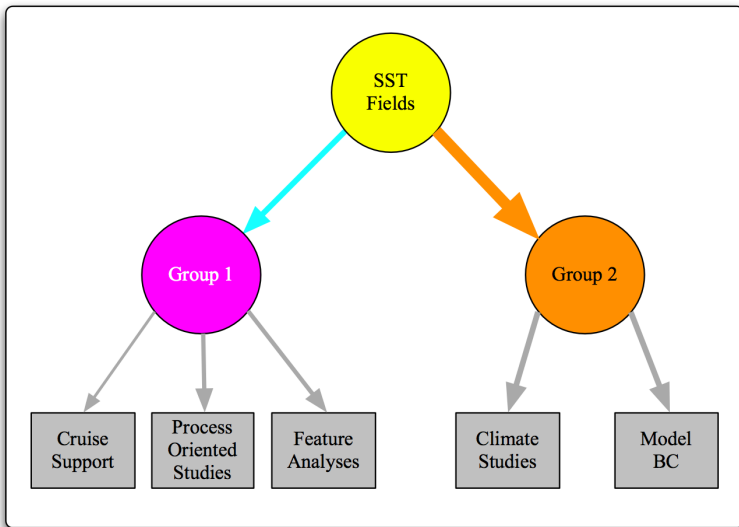 SST
Fields
Group 1
Group 2
Cruise
Support
Process
Oriented
Studies
Feature
Analyses
Climate
Studies
Model
BC